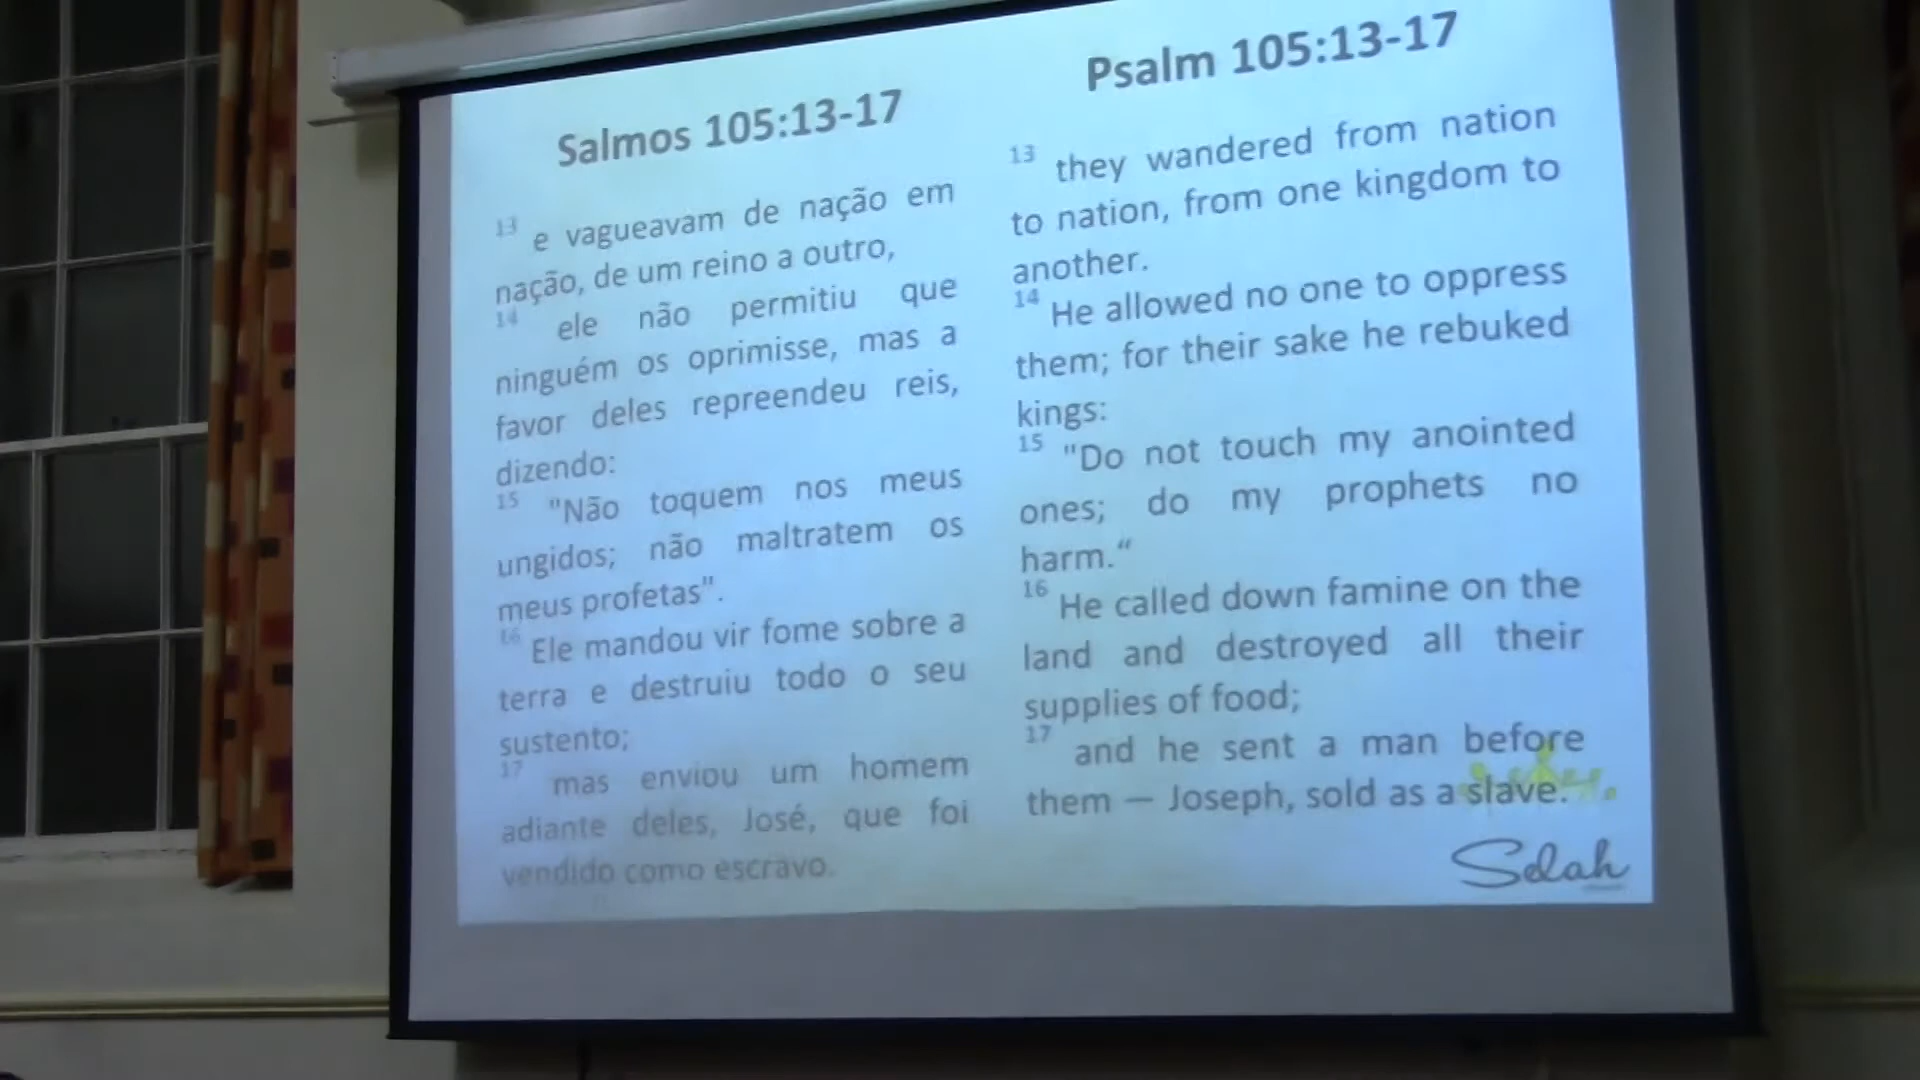 Salmos 105:13-17
13 e vagueavam de nação em
nação, de um reino a outro,
14 ele não permitiu que
ninguém os oprimisse, mas a
favor deles repreendeu reis,
dizendo:
15 "Não toquem nos meus
ungidos; não maltratem os
meus profetas".
16 Ele mandou vir fome sobre a
terra e destruiu todo o seu
sustento;
17 mas enviou um homem
adiante deles, José, que foi
vendido como escravo.
Psalm 105:13-17
13 they wandered from nation
to nation, from one kingdom to
another.
14 He allowed no one to oppress
them; for their sake he rebuked
kings:
15 "Do not touch my anointed
ones; do my prophets no
harm.“
16 He called down famine on the
land and destroyed all their
supplies of food;
17 and he sent a man before
them — Joseph, sold as a slave.
Selah